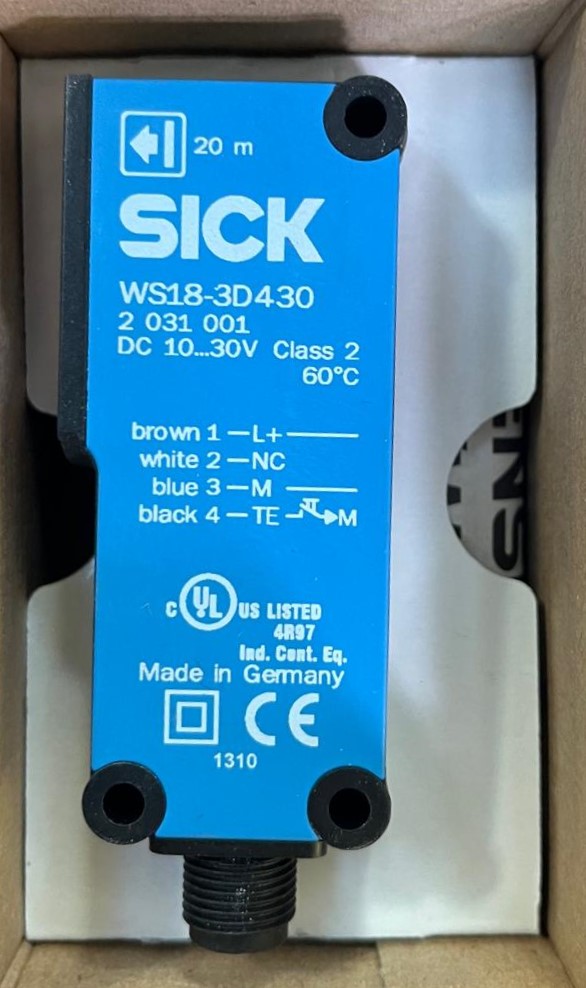 20 m
SICK
WS18-3D430
2 031 001
DC 10...30V Class 2
60°C
brown 1 — L+
white 2 — NC
blue 3 — M
black 4 — TE M
C UL US LISTED
4R97
Ind. Cont. Eq.
Made in Germany
CE
1310